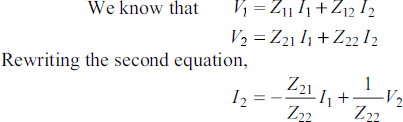 We know that V₁ = Z₁₁ I₁ + Z₁₂ I₂
V₂ = Z₂₁ I₁ + Z₂₂ I₂
Rewriting the second equation,
I₂ = − Z₂₁/Z₂₂ I₁ + 1/Z₂₂ V₂